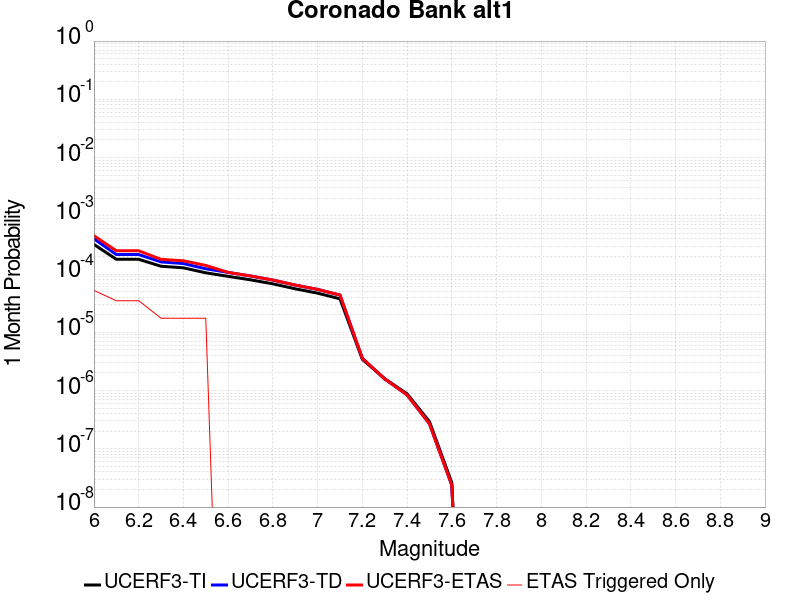 Coronado Bank alt1
10^0
10^-1
10^-2
10^-3
10^-4
10^-5
10^-6
10^-7
10^-8
1 Month Probability
6 6.2 6.4 6.6 6.8 7 7.2 7.4 7.6 7.8 8 8.2 8.4 8.6 8.8 9
Magnitude
UCERF3-TI UCERF3-TD UCERF3-ETAS ETAS Triggered Only